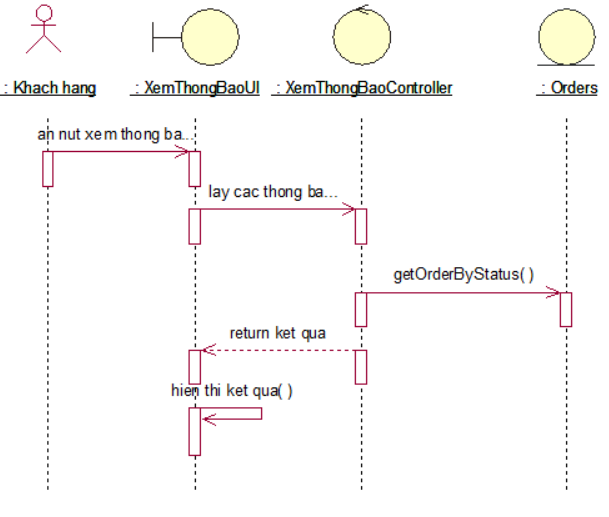 : Khach hang
: XemThongBaoUI
: XemThongBaoController
: Orders
an nut xem thong ba...
lay cac thong ba...
getOrderByStatus( )
return ket qua
hien thi ket qua( )